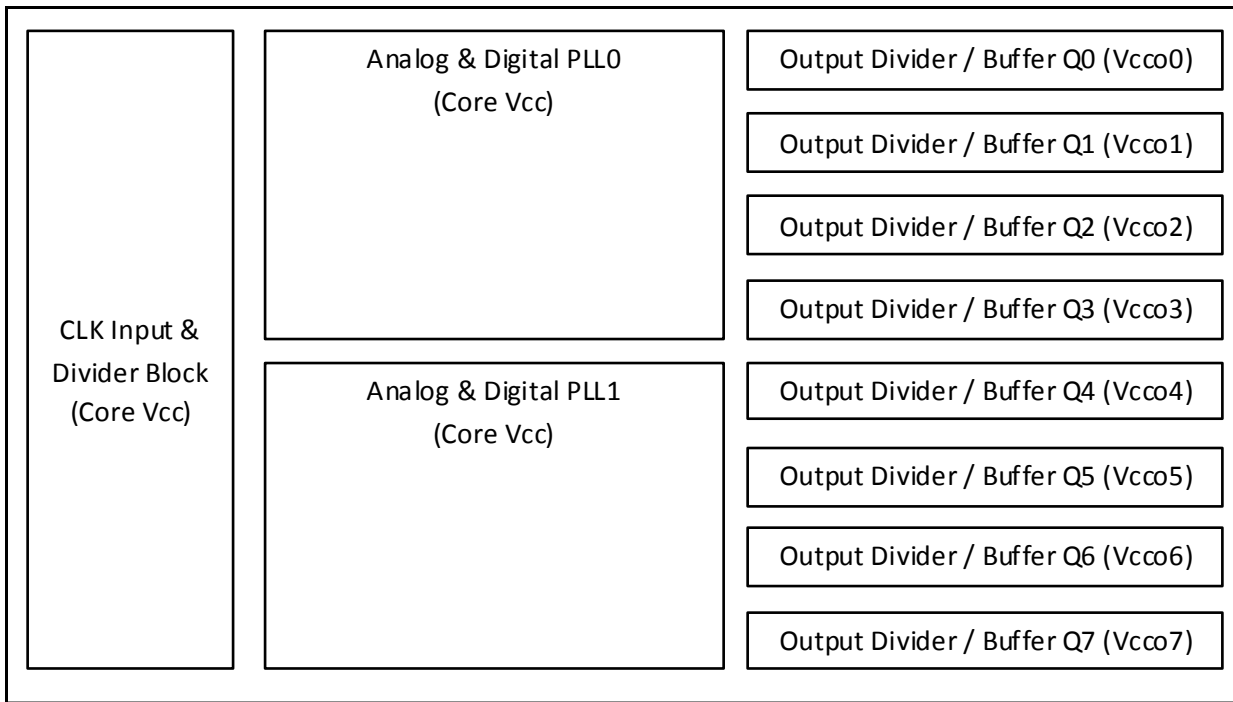 CLK Input &
Divider Block
(Core Vcc)
Analog & Digital PLL0
(Core Vcc)
Analog & Digital PLL1
(Core Vcc)
Output Divider / Buffer Q0 (Vcco0)
Output Divider / Buffer Q1 (Vcco1)
Output Divider / Buffer Q2 (Vcco2)
Output Divider / Buffer Q3 (Vcco3)
Output Divider / Buffer Q4 (Vcco4)
Output Divider / Buffer Q5 (Vcco5)
Output Divider / Buffer Q6 (Vcco6)
Output Divider / Buffer Q7 (Vcco7)